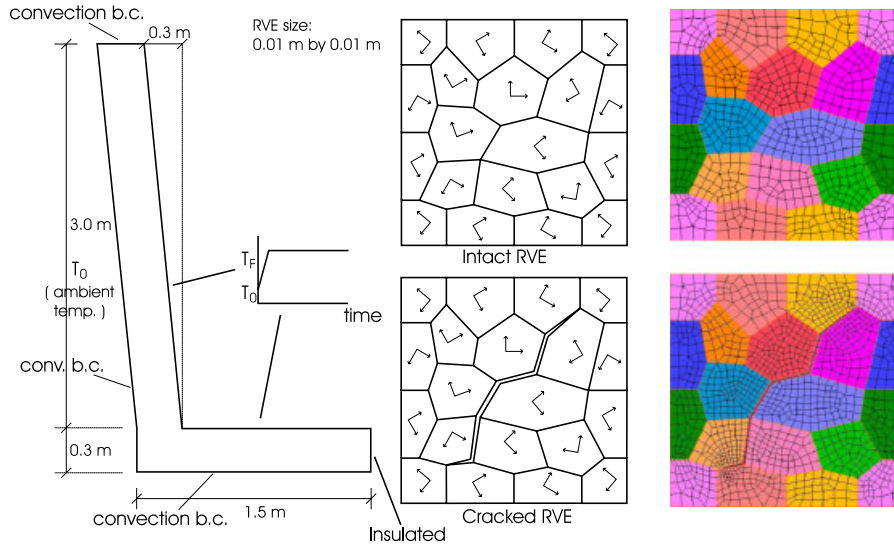 convection b.c.
0.3 m
RVE size:
0.01 m by 0.01 m
3.0 m
T0
( ambient
temp. )
TF
T0
time
conv. b.c.
0.3 m
1.5 m
convection b.c.
Insulated
Intact RVE
Cracked RVE